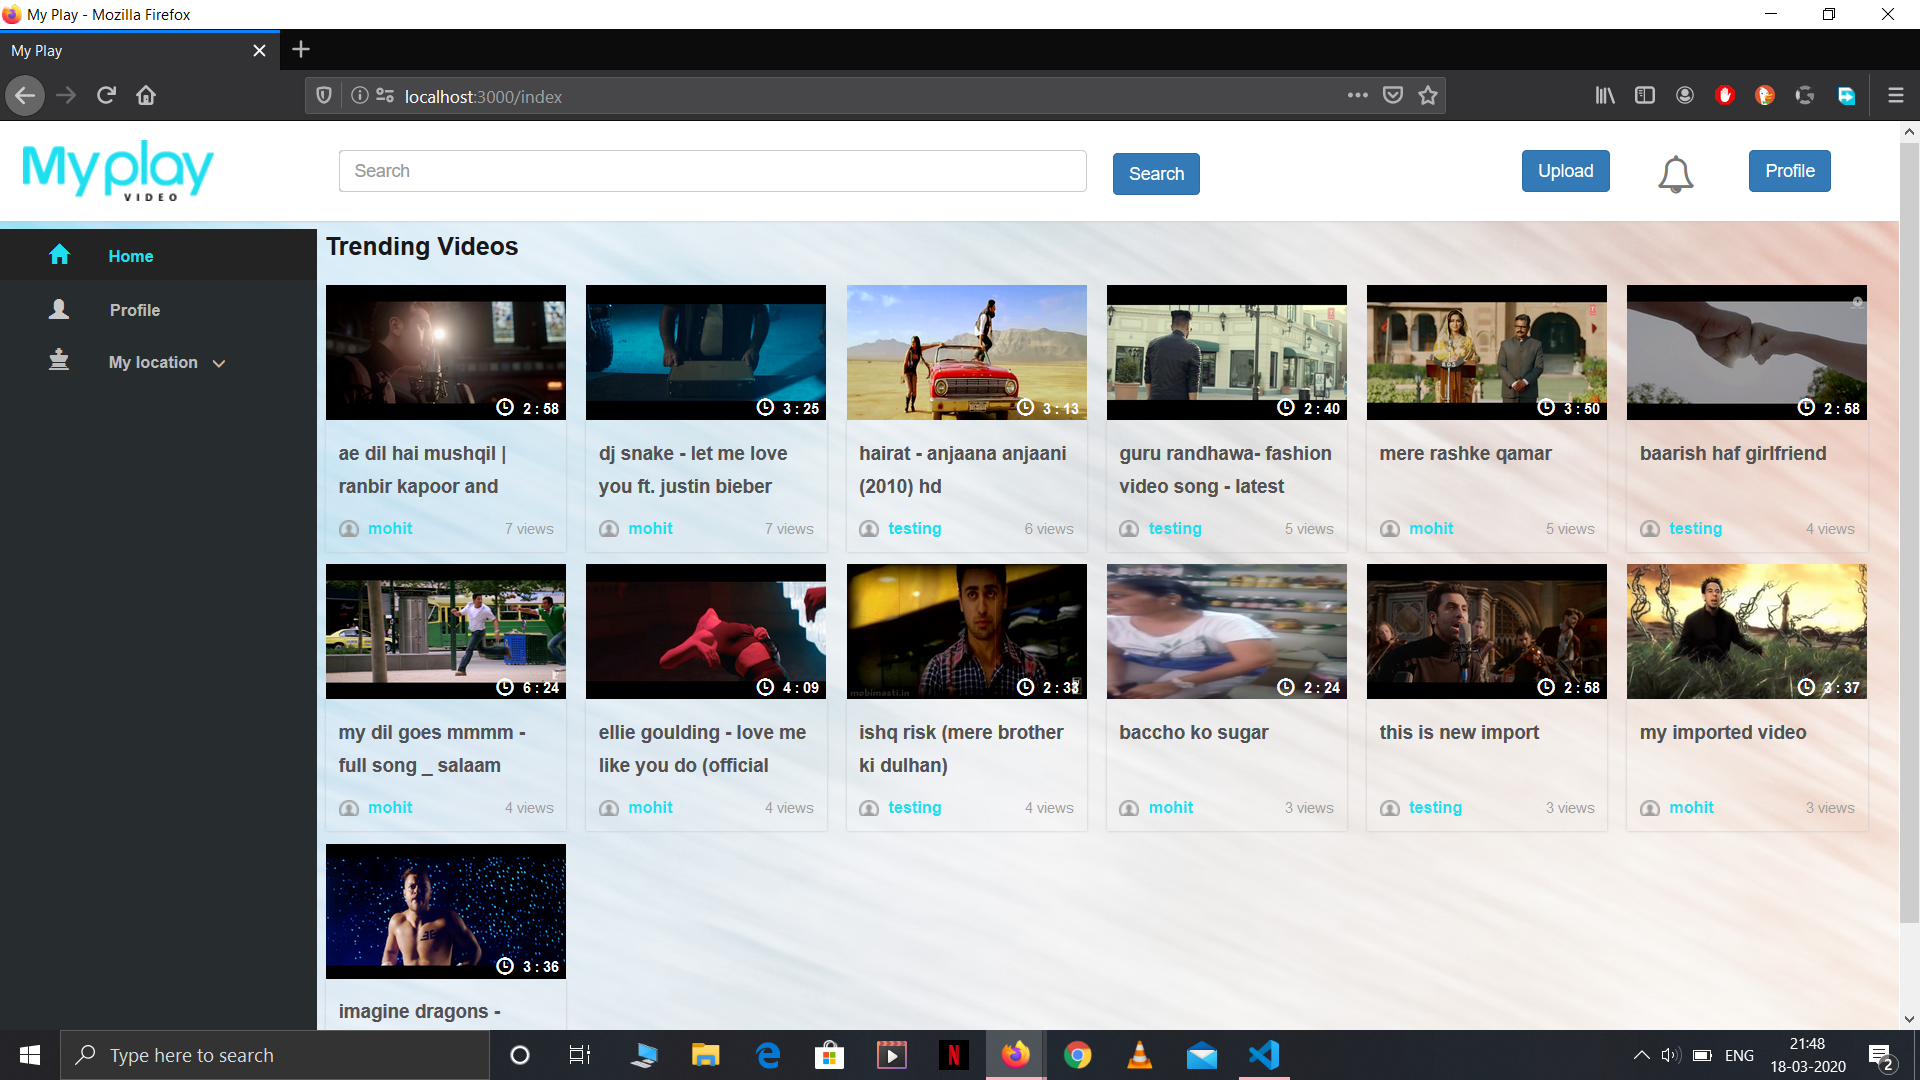 My Play - Mozilla Firefox
My Play
localhost:3000/index
Myplay
VIDEO
Search
Search
Upload
Profile
Home
Profile
My location
Trending Videos
2 : 58
3 : 25
3 : 13
2 : 40
3 : 50
2 : 58
ae dil hai mushqil |
ranbir kapoor and
dj snake - let me love
you ft. justin bieber
hairat - anjaana anjaani
(2010) hd
guru randhawa- fashion
video song - latest
mere rashke qamar
baarish haf girlfriend
mohit 7 views
mohit 7 views
testing 6 views
testing 5 views
mohit 5 views
testing 4 views
6 : 24
4 : 09
mobimasti.in
2 : 33
2 : 24
2 : 58
3 : 37
my dil goes mmmm -
full song _ salaam
ellie goulding - love me
like you do (official
ishq risk (mere brother
ki dulhan)
baccho ko sugar
this is new import
my imported video
mohit 4 views
mohit 4 views
testing 4 views
mohit 3 views
testing 3 views
mohit 3 views
3 : 36
imagine dragons -
Type here to search
ENG
21:48
18-03-2020
2